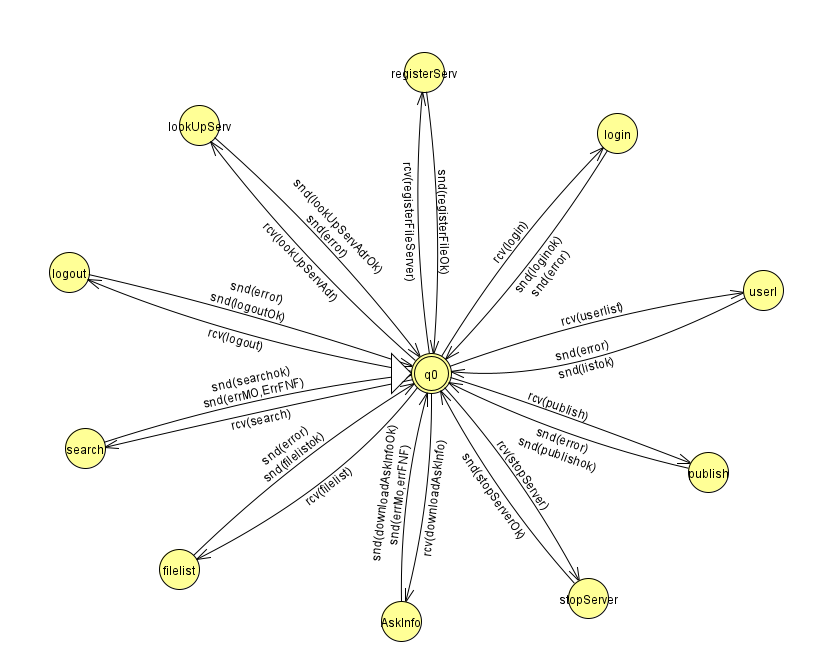 registerServ
lookUpServ
login
rcv(registerFileServer)
snd(registerFileOk)
snd(lookUpServAdrOk)
snd(error)
rcv(lookUpServAdr)
rcv(login)
snd(loginok)
snd(error)
logout
snd(error)
snd(logoutOk)
rcv(logout)
userl
rcv(userlist)
snd(error)
snd(listok)
q0
snd(searchok)
snd(errMO,ErrFNF)
rcv(search)
search
rcv(publish)
snd(error)
snd(publishok)
publish
snd(error)
snd(filelistok)
rcv(filelist)
filelist
snd(downloadAskInfoOk)
snd(errMo,errFNF)
rcv(downloadAskInfo)
AskInfo
rcv(stopServer)
snd(stopServerOk)
stopServer